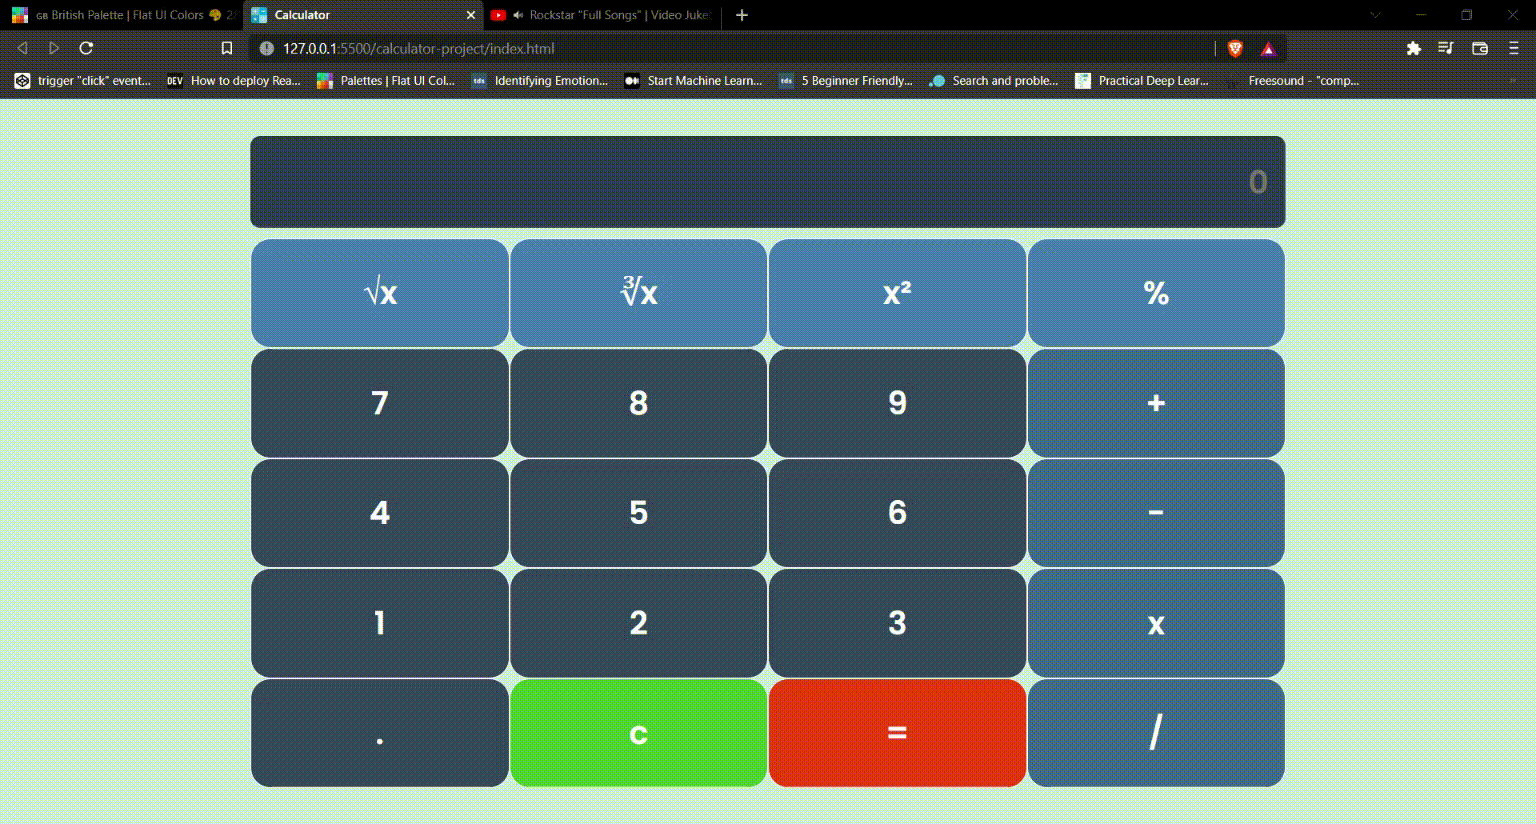 GB British Palette | Flat UI Colors
Calculator
Rockstar "Full Songs" | Video Juke
127.0.0.1:5500/calculator-project/index.html
trigger "click" event...
DEV How to deploy Rea...
Palettes | Flat UI Col...
tds Identifying Emotion...
Start Machine Learn...
tds 5 Beginner Friendly...
Search and proble...
Practical Deep Lear...
Freesound - "comp...
0
√x
∛x
x²
%
7
8
9
+
4
5
6
-
1
2
3
x
.
c
=
/